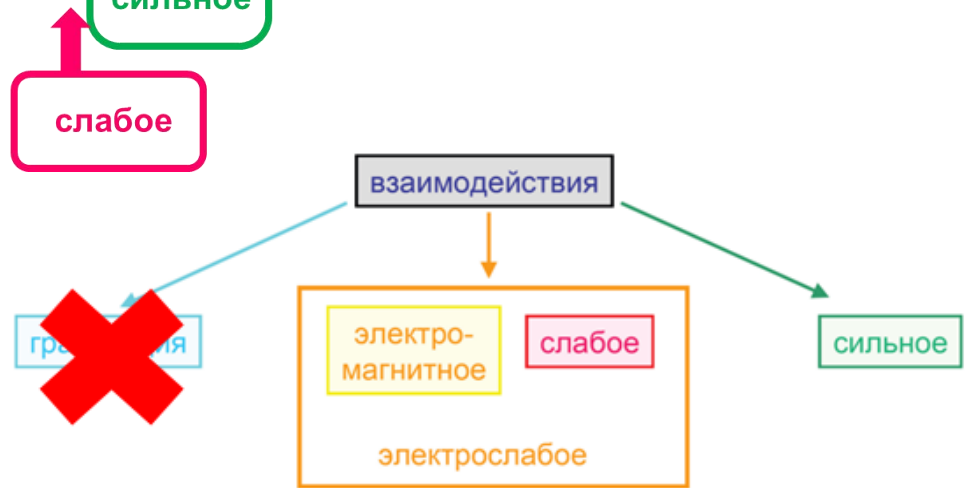 сильное
слабое
взаимодействия
электро-
магнитное
слабое
сильное
электрослабое